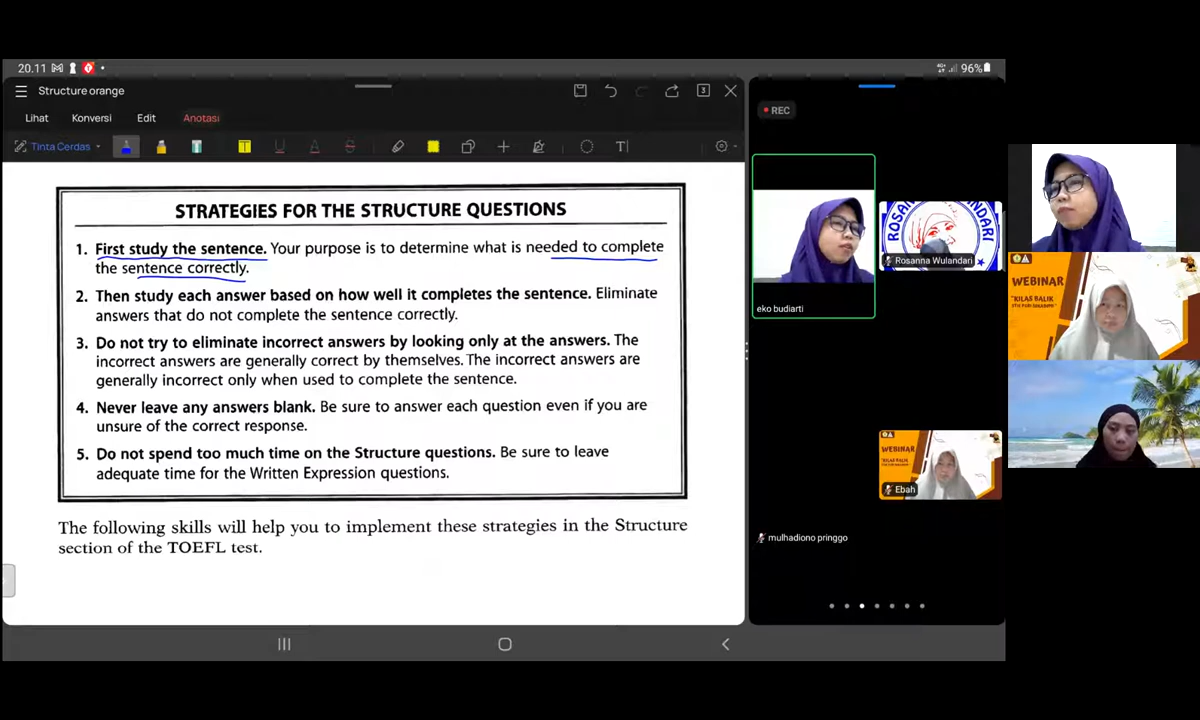 20.11
96%
Structure orange
3
Lihat Konversi Edit Anotasi
Tinta Cerdas
STRATEGIES FOR THE STRUCTURE QUESTIONS
1. First study the sentence. Your purpose is to determine what is needed to complete
the sentence correctly.
2. Then study each answer based on how well it completes the sentence. Eliminate
answers that do not complete the sentence correctly.
3. Do not try to eliminate incorrect answers by looking only at the answers. The
incorrect answers are generally correct by themselves. The incorrect answers are
generally incorrect only when used to complete the sentence.
4. Never leave any answers blank. Be sure to answer each question even if you are
unsure of the correct response.
5. Do not spend too much time on the Structure questions. Be sure to leave
adequate time for the Written Expression questions.
The following skills will help you to implement these strategies in the Structure
section of the TOEFL test.
REC
eko budiarti
Rosanna Wulandari
WEBINAR
Ebah
mulhadiono pringgo
WEBINAR
"KILAS BALIK